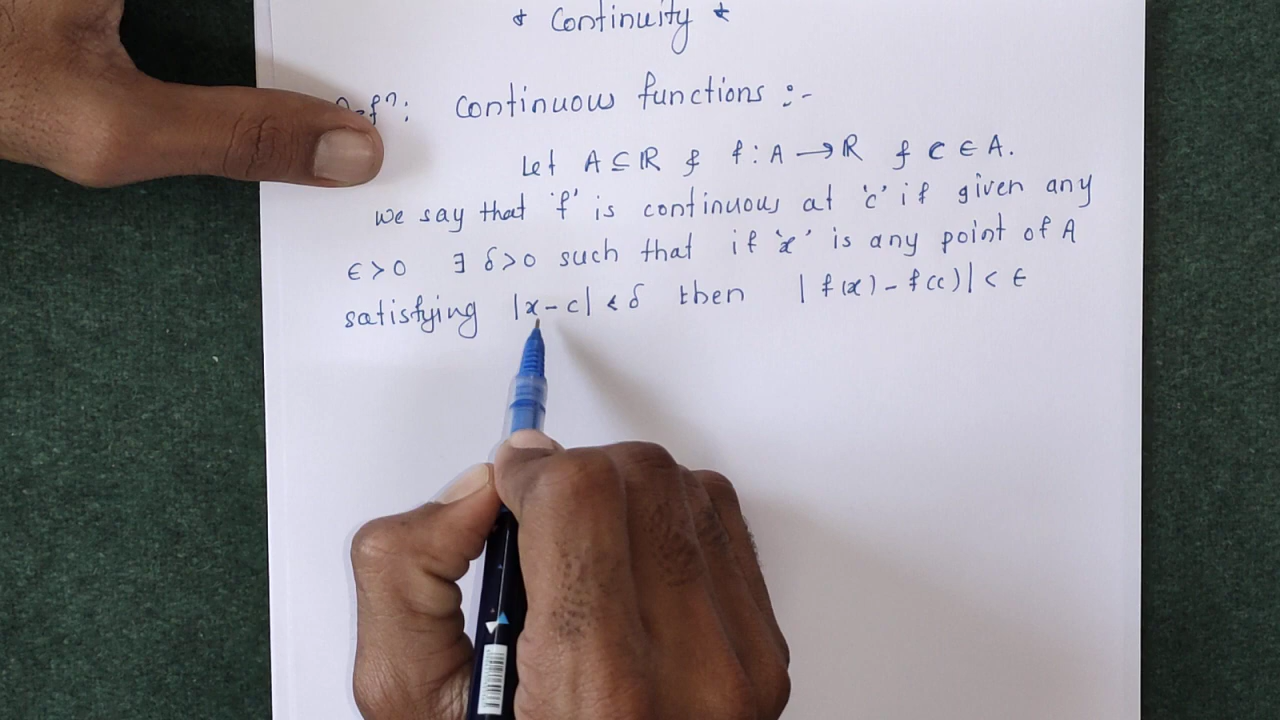 * Continuity *
continuous functions :-
Let A ⊆ ℝ & f : A → ℝ & c ∈ A.
we say that 'f' is continuous at 'c' if given any
ϵ > 0 ∃ δ > 0 such that if 'x' is any point of A
satisfying |x - c| < δ then | f(x) - f(c) | < ϵ